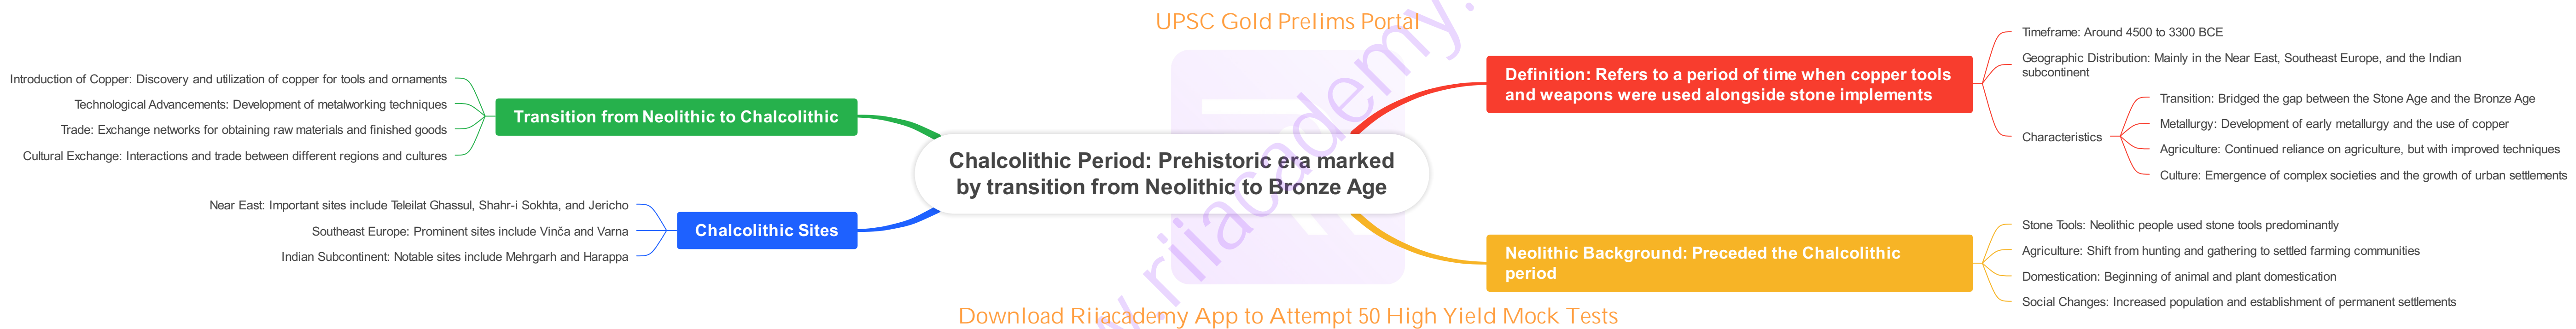 UPSC Gold Prelims Portal
Chalcolithic Period: Prehistoric era marked
by transition from Neolithic to Bronze Age
Definition: Refers to a period of time when copper tools
and weapons were used alongside stone implements
Timeframe: Around 4500 to 3300 BCE
Geographic Distribution: Mainly in the Near East, Southeast Europe, and the Indian
subcontinent
Characteristics
Transition: Bridged the gap between the Stone Age and the Bronze Age
Metallurgy: Development of early metallurgy and the use of copper
Agriculture: Continued reliance on agriculture, but with improved techniques
Culture: Emergence of complex societies and the growth of urban settlements
Neolithic Background: Preceded the Chalcolithic
period
Stone Tools: Neolithic people used stone tools predominantly
Agriculture: Shift from hunting and gathering to settled farming communities
Domestication: Beginning of animal and plant domestication
Social Changes: Increased population and establishment of permanent settlements
Transition from Neolithic to Chalcolithic
Introduction of Copper: Discovery and utilization of copper for tools and ornaments
Technological Advancements: Development of metalworking techniques
Trade: Exchange networks for obtaining raw materials and finished goods
Cultural Exchange: Interactions and trade between different regions and cultures
Chalcolithic Sites
Near East: Important sites include Teleilat Ghassul, Shahr-i Sokhta, and Jericho
Southeast Europe: Prominent sites include Vinča and Varna
Indian Subcontinent: Notable sites include Mehrgarh and Harappa
Download Riiacademy App to Attempt 50 High Yield Mock Tests